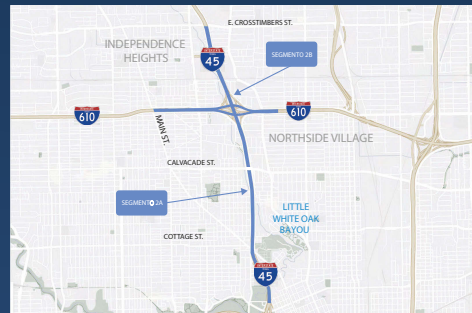 E. CROSSTIMBERS ST.
INDEPENDENCE
HEIGHTS
45
SEGMENTO 2B
610
610
MAIN ST.
NORTHSIDE VILLAGE
CALVACADE ST.
SEGMENTO 2A
LITTLE
WHITE OAK
BAYOU
COTTAGE ST.
45